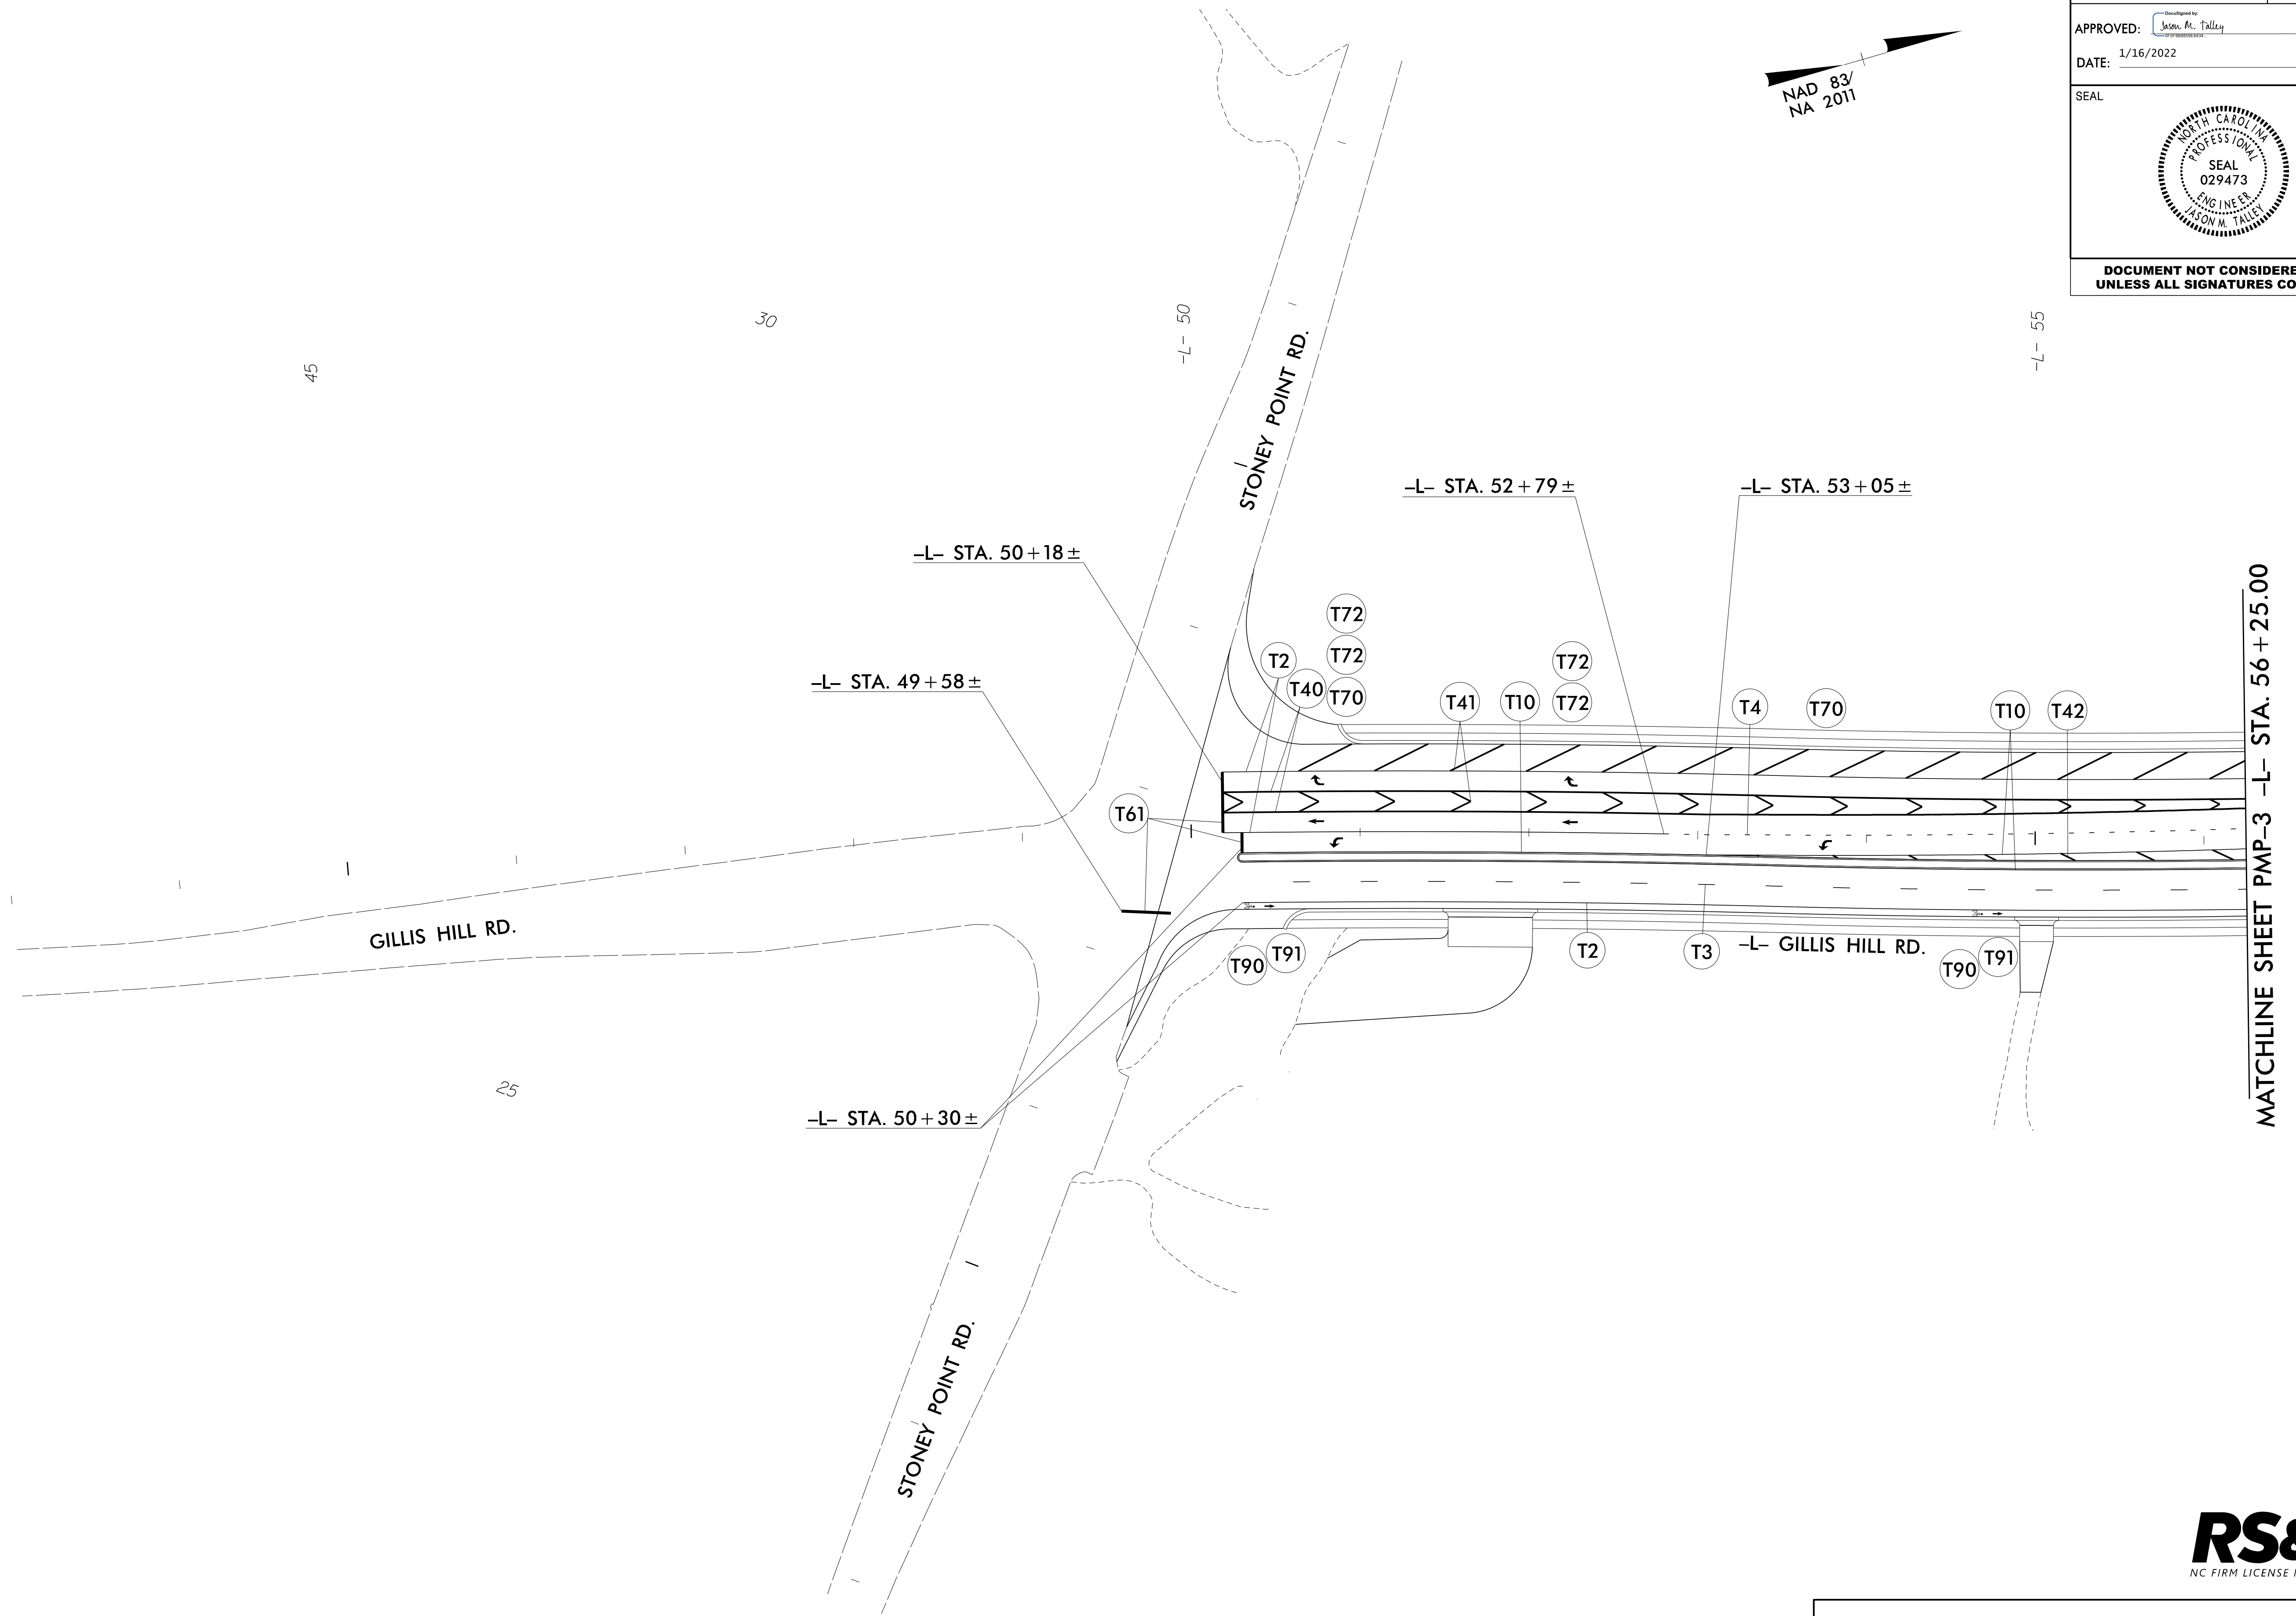 APPROVED:
DocuSigned by:
Jason M. Talley
DATE: 1/16/2022
SEAL
NORTH CAROLINA
PROFESSIONAL
SEAL
029473
ENGINEER
JASON M. TALLEY
DOCUMENT NOT
UNLESS ALL SIGNATURES
NAD 83/
NA 2011
30
45
-L- 50
-L- 55
STONEY POINT RD.
-L- STA. 52+79±
-L- STA. 53+05±
-L- STA. 50+18±
-L- STA. 49+58±
T72
T72
T70
T2
T40
T41
T10
T72
T72
T4
T70
T10
T42
T61
MATCHLINE SHEET PMP-3 -L- STA. 56+25.00
GILLIS HILL RD.
T90
T91
T2
T3
-L- GILLIS HILL RD.
T90
T91
25
-L- STA. 50+30±
STONEY POINT RD.
RS&
NC FIRM LICENSE